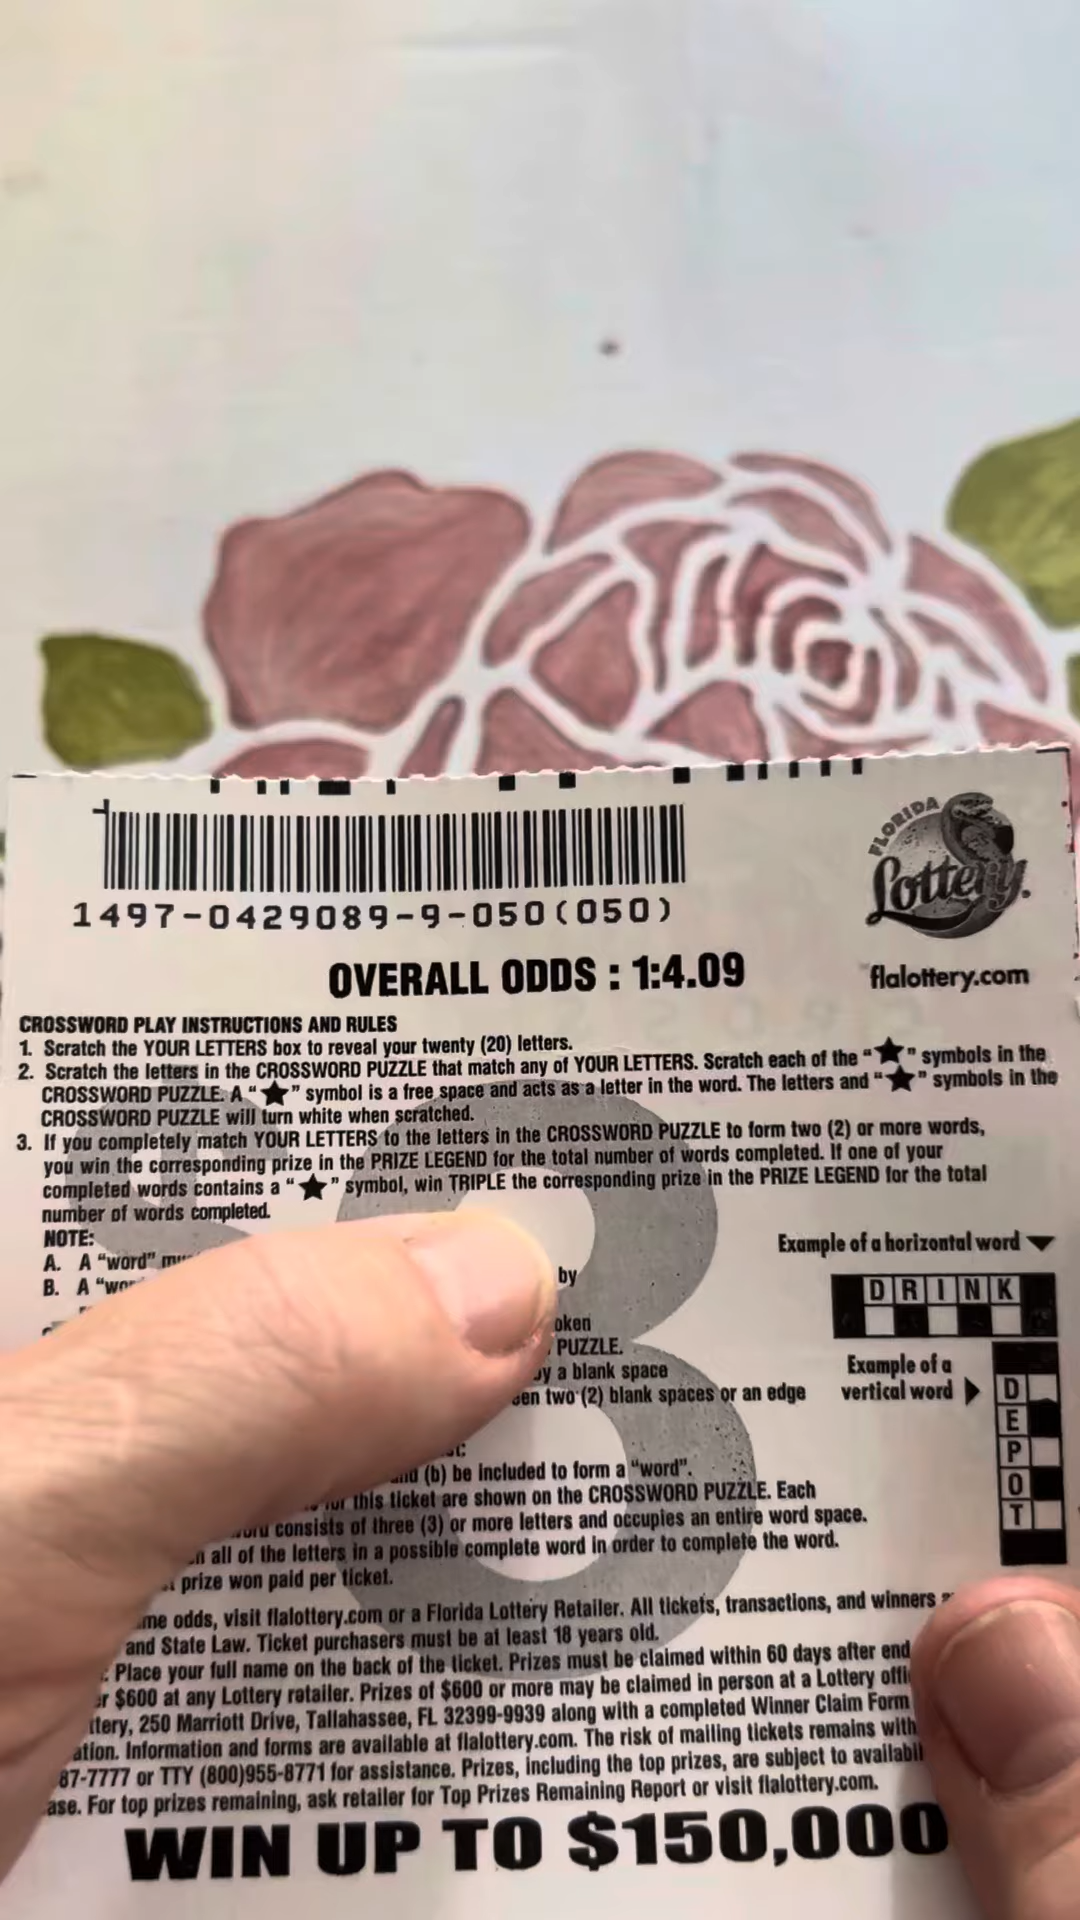 1497-0429089-9-050(050)
FLORIDA
Lottery.
OVERALL ODDS : 1:4.09
flalottery.com
CROSSWORD PLAY INSTRUCTIONS AND RULES
1. Scratch the YOUR LETTERS box to reveal your twenty (20) letters.
2. Scratch the letters in the CROSSWORD PUZZLE that match any of YOUR LETTERS. Scratch each of the "★" symbols in the
CROSSWORD PUZZLE. A "★" symbol is a free space and acts as a letter in the word. The letters and "★" symbols in the
CROSSWORD PUZZLE will turn white when scratched.
3. If you completely match YOUR LETTERS to the letters in the CROSSWORD PUZZLE to form two (2) or more words,
you win the corresponding prize in the PRIZE LEGEND for the total number of words completed. If one of your
completed words contains a "★" symbol, win TRIPLE the corresponding prize in the PRIZE LEGEND for the total
number of words completed.
NOTE:
A. A "word"
B. A
by
PUZZLE.
by a blank space
two (2) blank spaces or an edge
(b) be included to form a "word".
this ticket are shown on the CROSSWORD PUZZLE. Each
consists of three (3) or more letters and occupies an entire word space.
all of the letters in a possible complete word in order to complete the word.
prize won paid per ticket.
Example of a horizontal word
DRINK
Example of a
vertical word
DEPOT
odds, visit flalottery.com or a Florida Lottery Retailer. All tickets, transactions, and winners
and State Law. Ticket purchasers must be at least 18 years old.
Place your full name on the back of the ticket. Prizes must be claimed within 60 days after end
$600 at any Lottery retailer. Prizes of $600 or more may be claimed in person at a Lottery
250 Marriott Drive, Tallahassee, FL 32399-9939 along with a completed Winner Claim Form
Information and forms are available at flalottery.com. The risk of mailing tickets remains with
87-7777 or TTY (800)955-8771 for assistance. Prizes, including the top prizes, are subject to
For top prizes remaining, ask retailer for Top Prizes Remaining Report or visit flalottery.com.
WIN UP TO $150,000